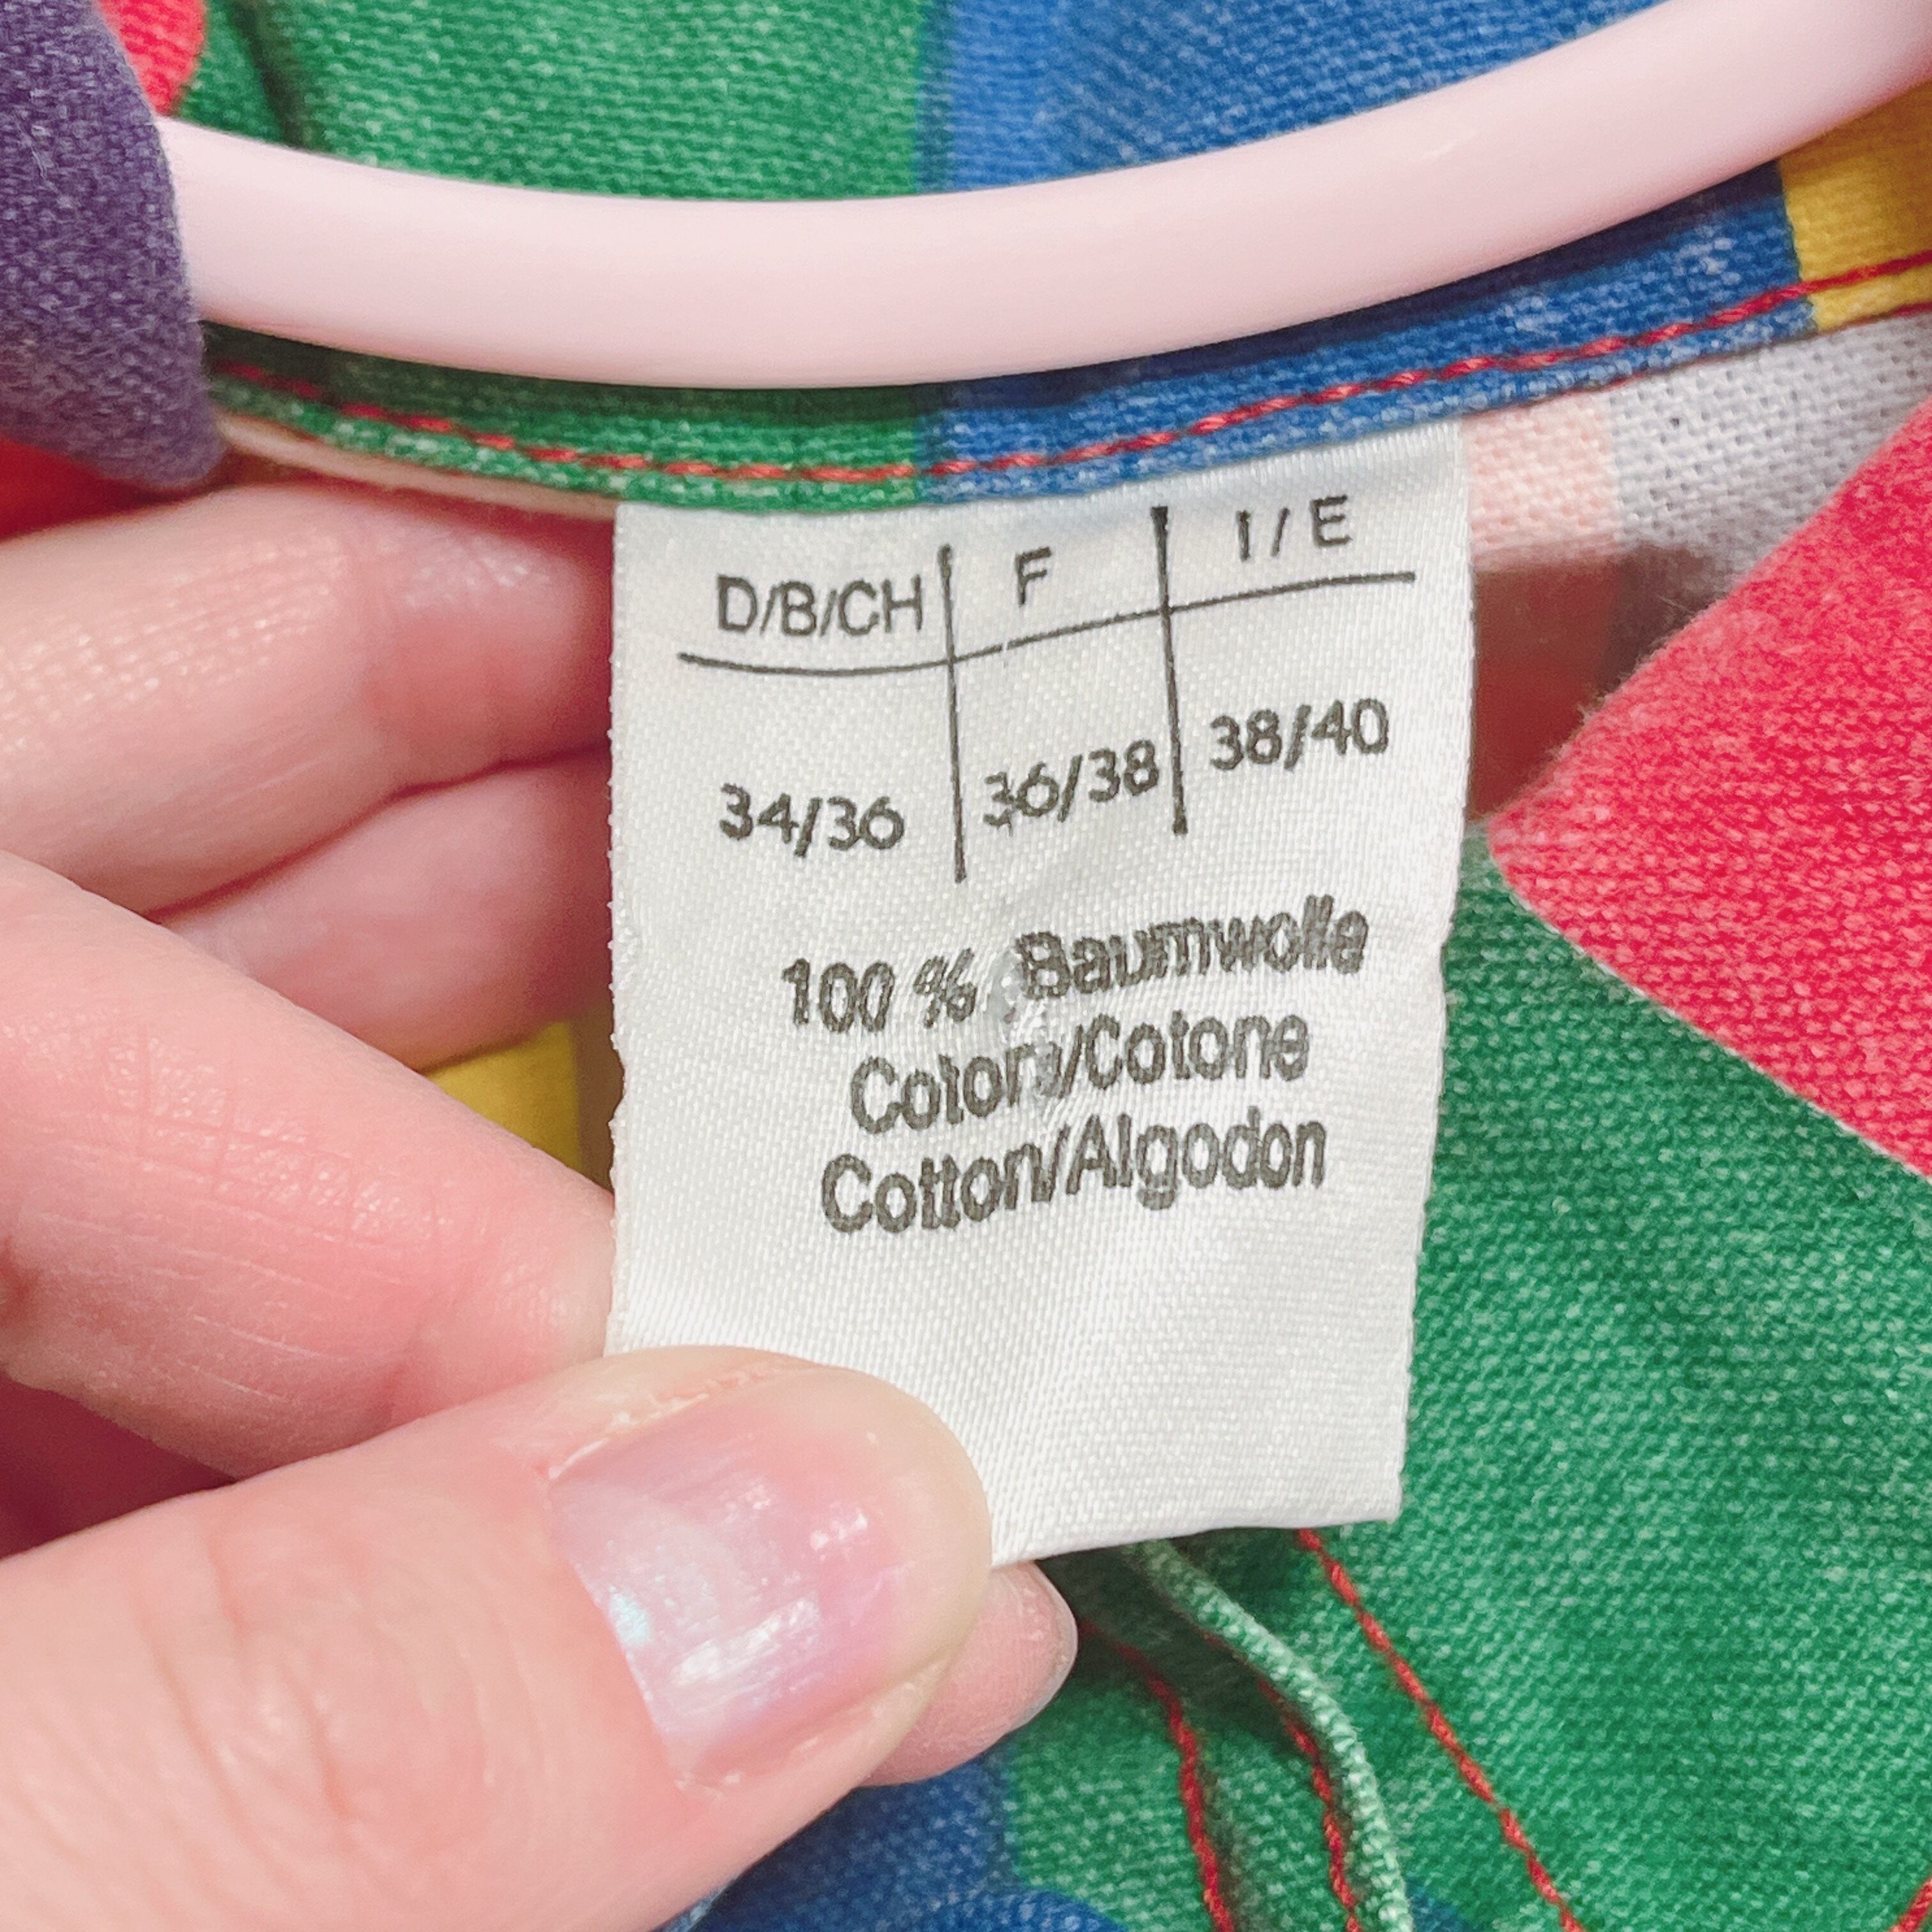 D/B/CH F I/E
34/36 36/38 38/40
100 % Baumwolle
Coton/Cotone
Cotton/Algodon